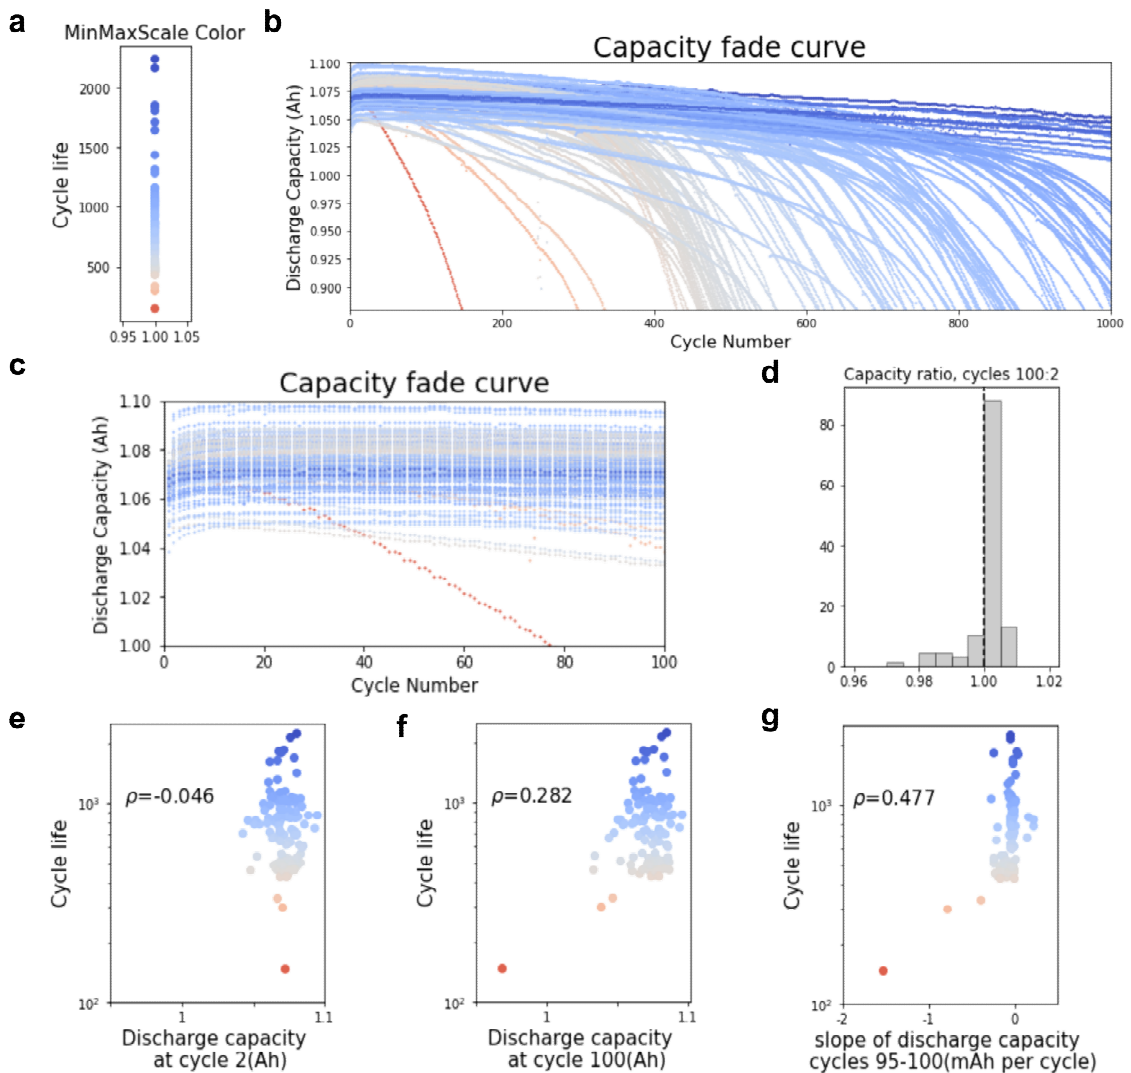 a
MinMaxScale Color
2000
1500
1000
500
Cycle life
0.95 1.00 1.05
b
Capacity fade curve
1.100
1.075
1.050
1.025
1.000
0.975
0.950
0.925
0.900
Discharge Capacity (Ah)
0 200 400 600 800 1000
Cycle Number
c
Capacity fade curve
1.10
1.08
1.06
1.04
1.02
1.00
Discharge Capacity (Ah)
0 20 40 60 80 100
Cycle Number
d
Capacity ratio, cycles 100:2
80
60
40
20
0
0.96 0.98 1.00 1.02
e
ρ=-0.046
10³
10²
Cycle life
1 1.1
Discharge capacity
at cycle 2(Ah)
f
ρ=0.282
10³
10²
Cycle life
1 1.1
Discharge capacity
at cycle 100(Ah)
g
ρ=0.477
10³
10²
Cycle life
-2 -1 0
slope of discharge capacity
cycles 95-100(mAh per cycle)